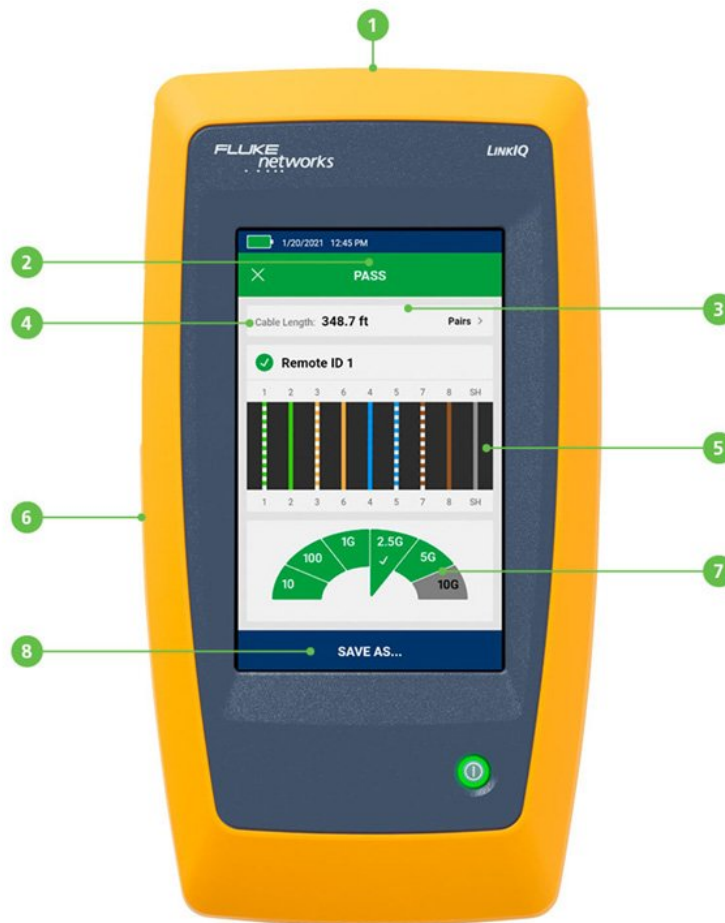 1
FLUKE
networks
LINKIQ
1/20/2021 12:45 PM
2
PASS
3
4
Cable Length: 348.7 ft Pairs >
Remote ID 1
1 2 3 6 4 5 7 8 SH
5
1 2 3 6 4 5 7 8 SH
6
10 100 1G 2.5G 5G 10G
7
8
SAVE AS...